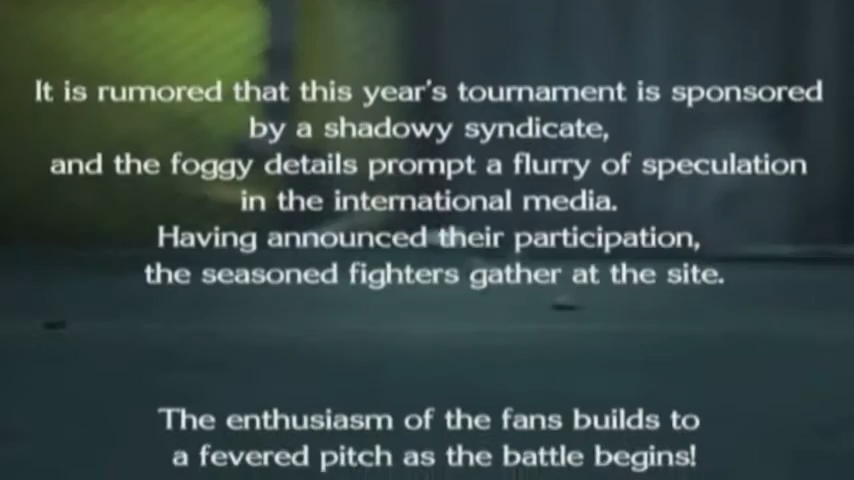 It is rumored that this year's tournament is sponsored
by a shadowy syndicate,
and the foggy details prompt a flurry of speculation
in the international media.
Having announced their participation,
the seasoned fighters gather at the site.
The enthusiasm of the fans builds to
a fevered pitch as the battle begins!